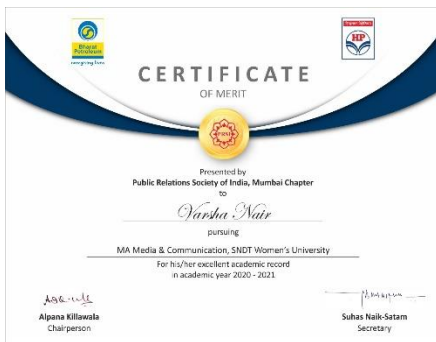 Bharat
Petroleum
energising lives
HP
CERTIFICATE
OF MERIT
PRSI
Presented by
Public Relations Society of India, Mumbai Chapter
to
Varsha Nair
pursuing
MA Media & Communication, SNDT Women's University
For his/her excellent academic record
in academic year 2020 - 2021
Alpana Killawala
Chairperson
Suhas Naik-Satam
Secretary